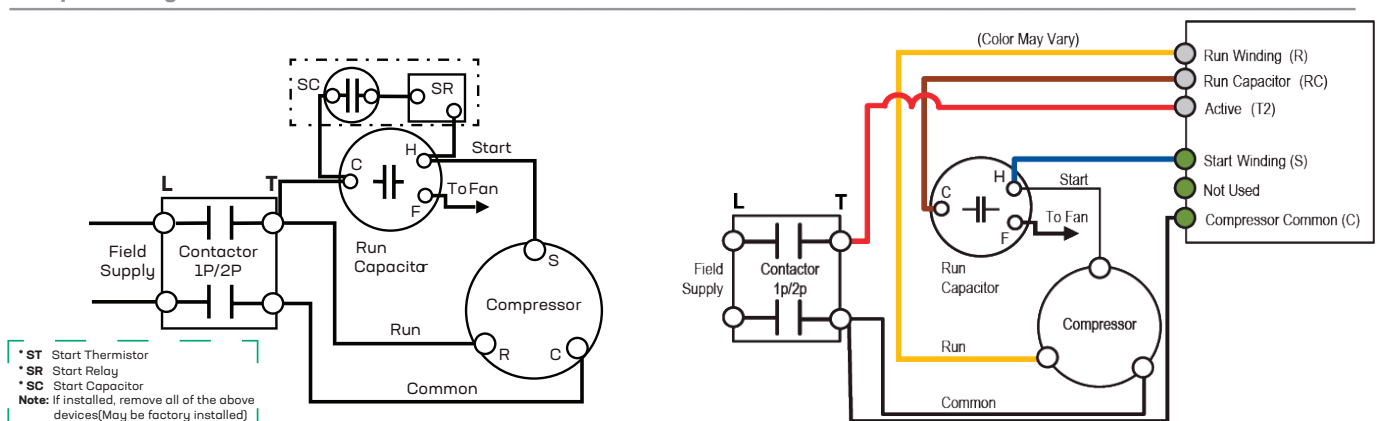 SC
SR
C
H
Start
To Fan
F
L
T
Field
Supply
Contactor
1P/2P
Run
Capacitor
S
Compressor
Run
R
C
Common
* ST Start Thermistor
* SR Start Relay
* SC Start Capacitor
Note: If installed, remove all of the above
devices(May be factory installed)
(Color May Vary)
Run Winding (R)
Run Capacitor (RC)
Active (T2)
Start Winding (S)
Not Used
Compressor Common (C)
H
C
Start
To Fan
F
L
T
Field
Supply
Contactor
1p/2p
Run
Capacitor
Compressor
Run
Common